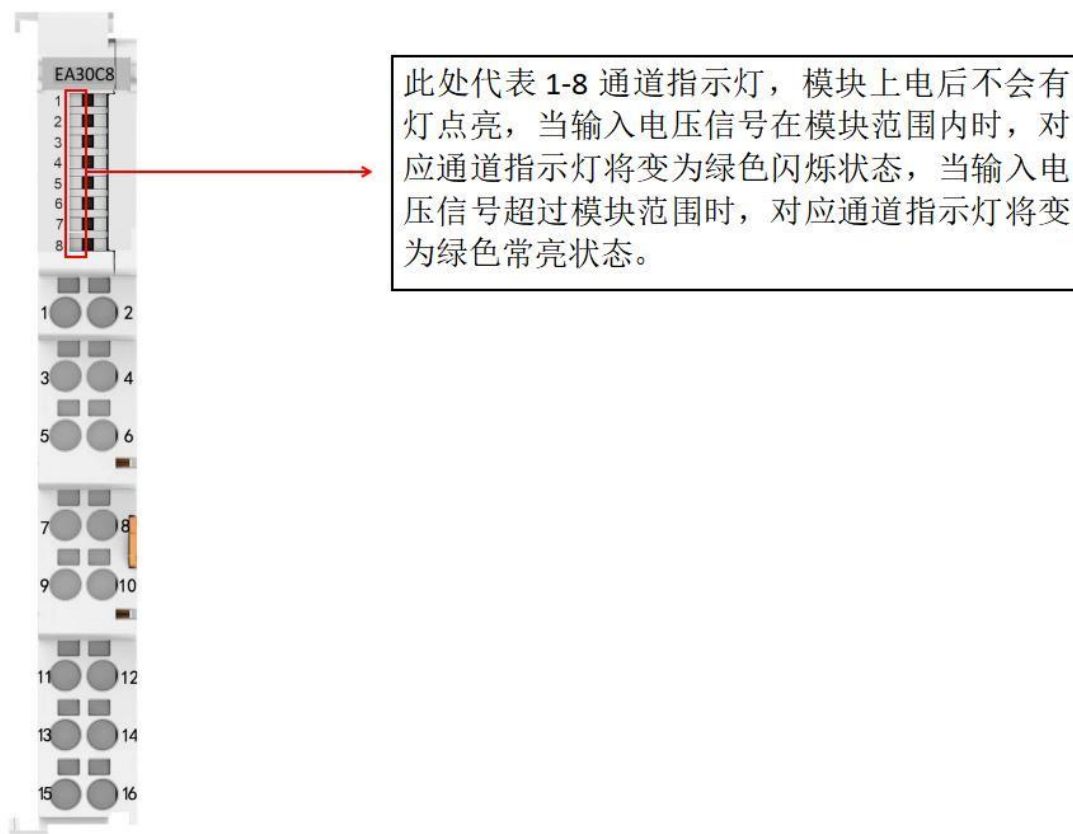 EA30C8
1
2
3
4
5
6
7
8
此处代表 1-8 通道指示灯，模块上电后不会有
灯点亮，当输入电压信号在模块范围内时，对
应通道指示灯将变为绿色闪烁状态，当输入电
压信号超过模块范围时，对应通道指示灯将变
为绿色常亮状态。
1 2
3 4
5 6
7 8
9 10
11 12
13 14
15 16